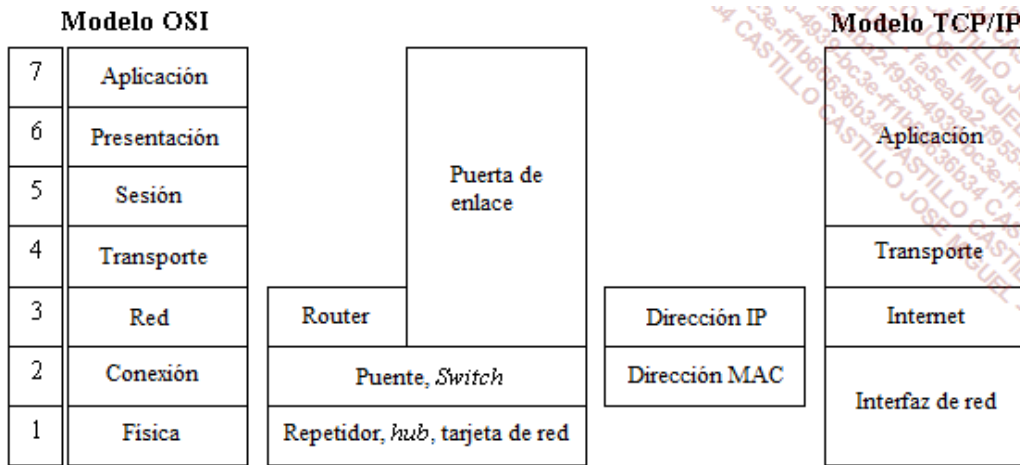 Modelo OSI
Modelo TCP/IP
7
Aplicación
6
Presentación
5
Sesión
4
Transporte
3
Red
2
Conexión
1
Física
Puerta de
enlace
Router
Puente, Switch
Repetidor, hub, tarjeta de red
Dirección IP
Dirección MAC
Aplicación
Transporte
Internet
Interfaz de red